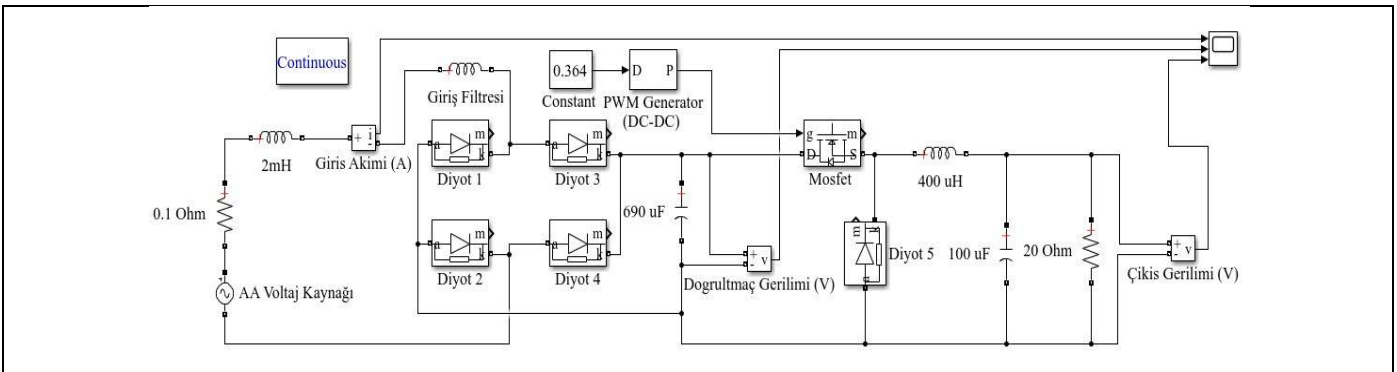 Continuous
Giriş Filtresi
0.364
Constant
D P
PWM Generator
(DC-DC)
2mH
+ i -
Giris Akimi (A)
a m k
Diyot 1
a m k
Diyot 3
g m D S
Mosfet
400 uH
0.1 Ohm
690 uF
a m k
Diyot 2
a m k
Diyot 4
+ v -
Dogrultmaç Gerilimi (V)
m k a
Diyot 5
100 uF
20 Ohm
+ v -
Çikis Gerilimi (V)
AA Voltaj Kaynağı